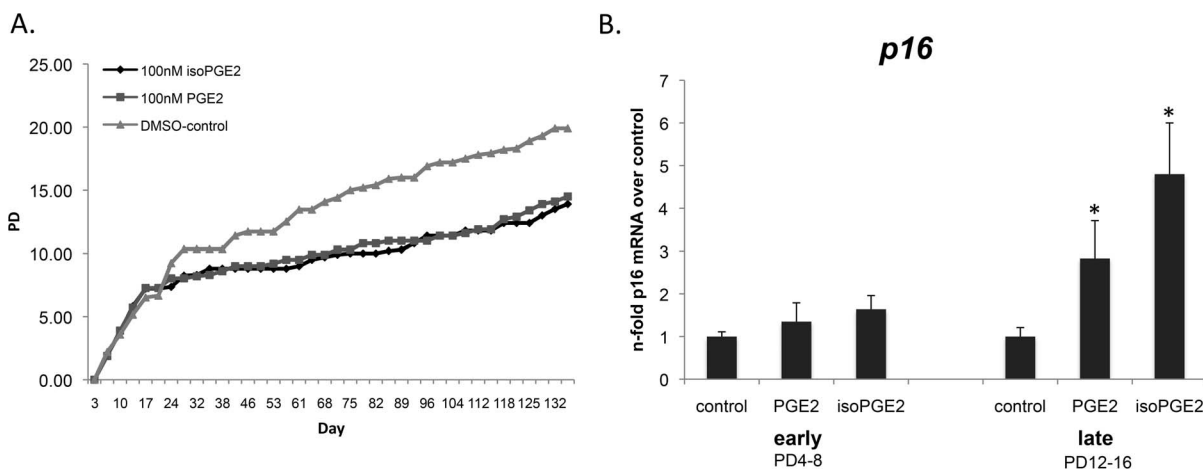 A.
25.00
20.00
15.00
10.00
5.00
0.00
PD
100nM isoPGE2
100nM PGE2
DMSO-control
3 10 17 24 32 38 46 53 61 68 75 82 89 96 104 112 118 125 132
Day
B.
p16
7
6
5
4
3
2
1
0
n-fold p16 mRNA over control
* *
control PGE2 isoPGE2 control PGE2 isoPGE2
early late
PD4-8 PD12-16